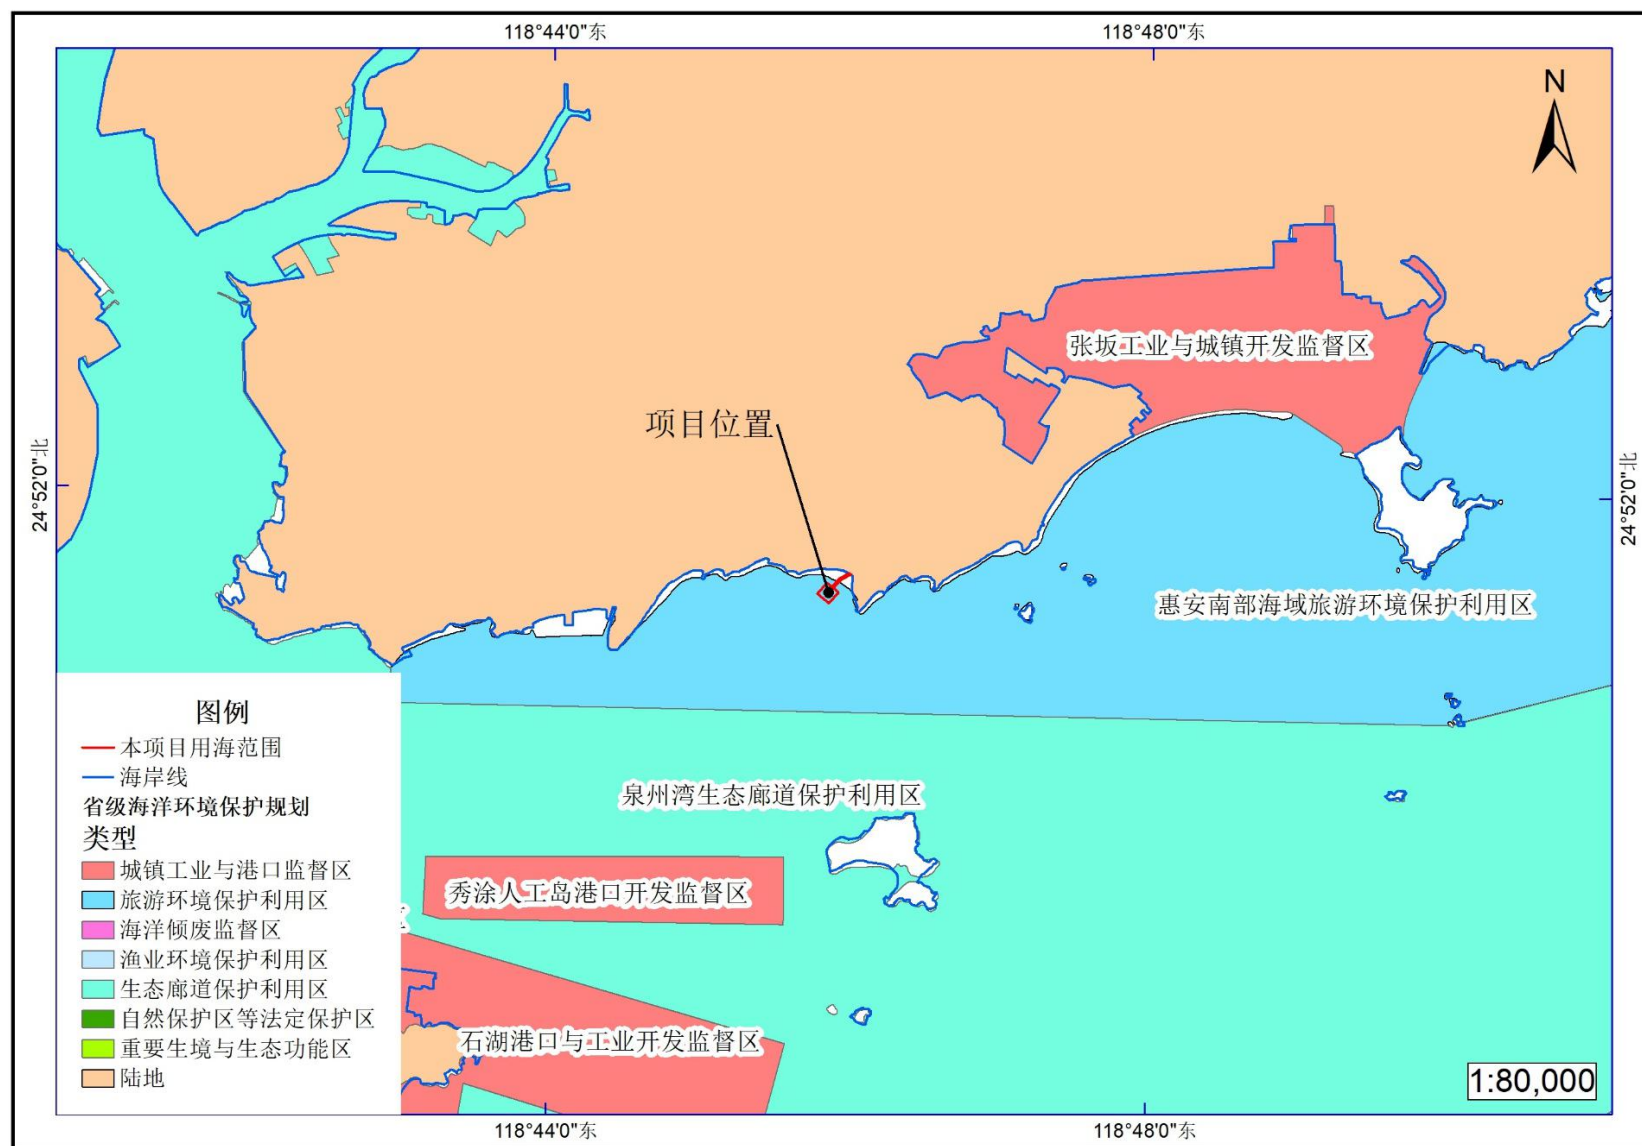 118°44'0"东
118°48'0"东
N
张坂工业与城镇开发监督区
项目位置
24°52'0"北
24°52'0"北
惠安南部海域旅游环境保护利用区
图例
本项目用海范围
海岸线
省级海洋环境保护规划
类型
城镇工业与港口监督区
旅游环境保护利用区
海洋倾废监督区
渔业环境保护利用区
生态廊道保护利用区
自然保护区等法定保护区
重要生境与生态功能区
陆地
泉州湾生态廊道保护利用区
秀涂人工岛港口开发监督区
石湖港口与工业开发监督区
1:80,000
118°44'0"东
118°48'0"东